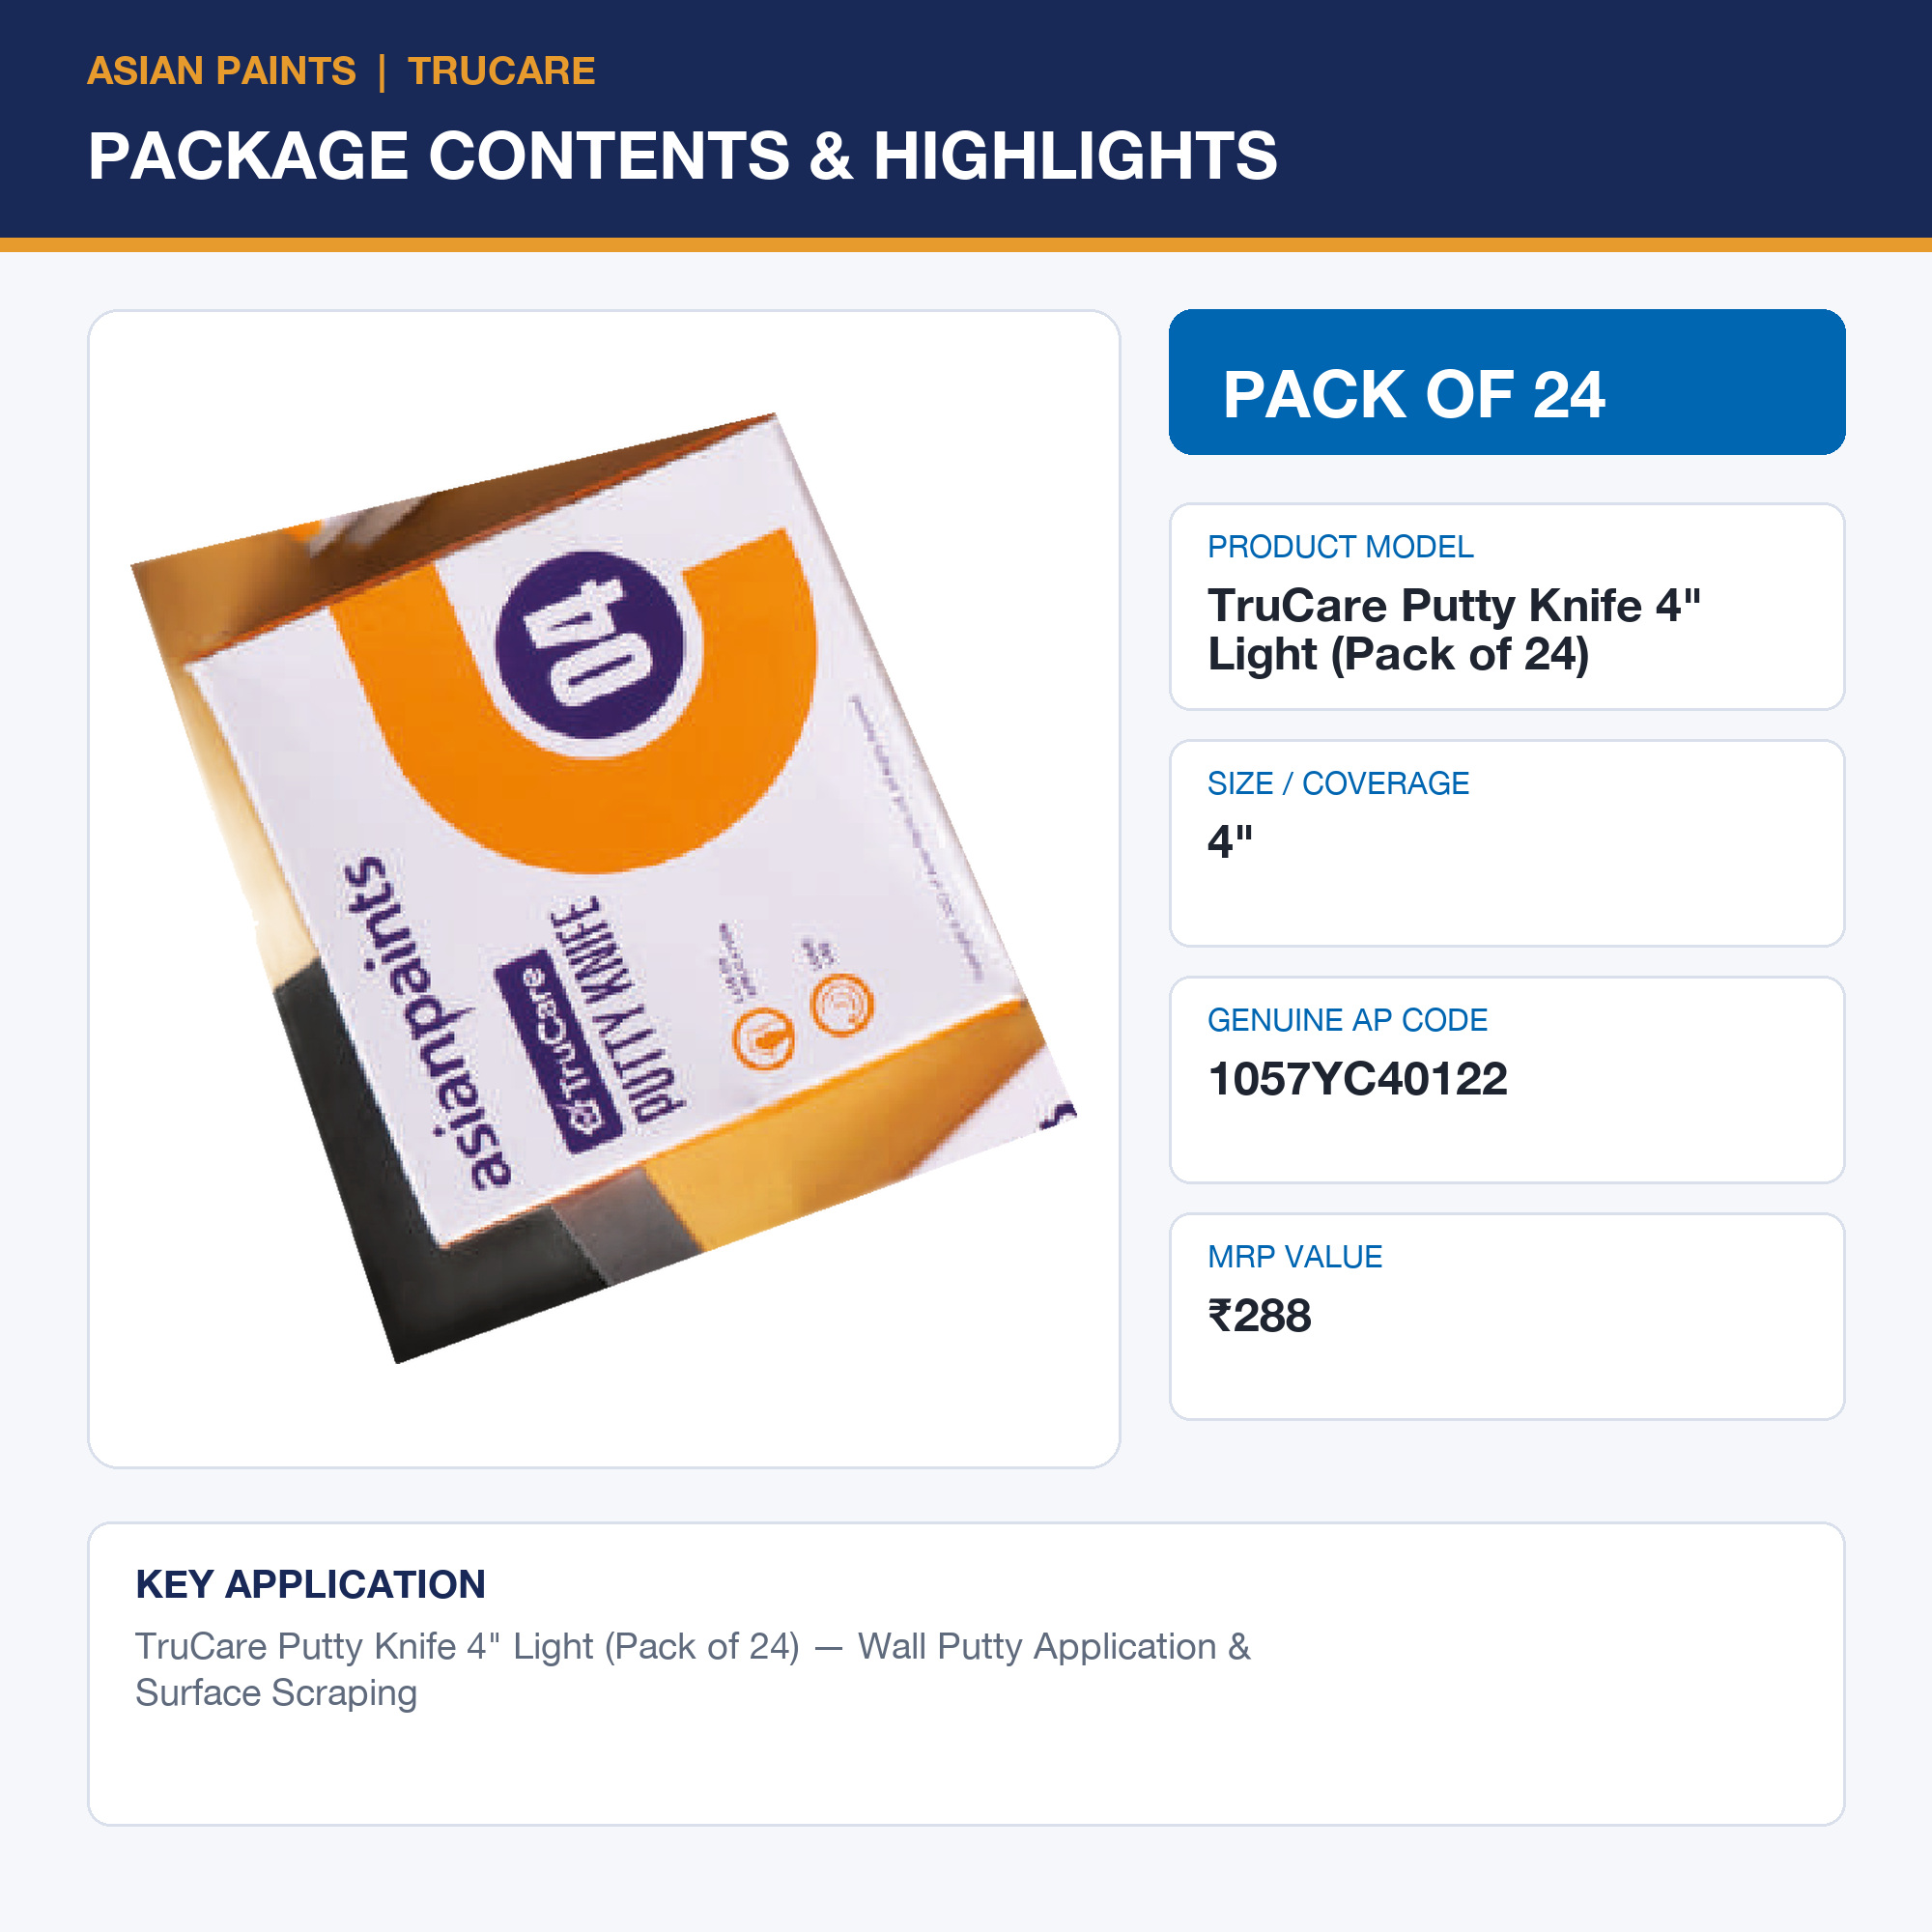 ASIAN PAINTS | TRUCARE
PACKAGE CONTENTS & HIGHLIGHTS
04
asianpaints
TruCare
PUTTY KNIFE
PACK OF 24
PRODUCT MODEL
TruCare Putty Knife 4"
Light (Pack of 24)
SIZE / COVERAGE
4"
GENUINE AP CODE
1057YC40122
MRP VALUE
₹288
KEY APPLICATION
TruCare Putty Knife 4" Light (Pack of 24) — Wall Putty Application &
Surface Scraping